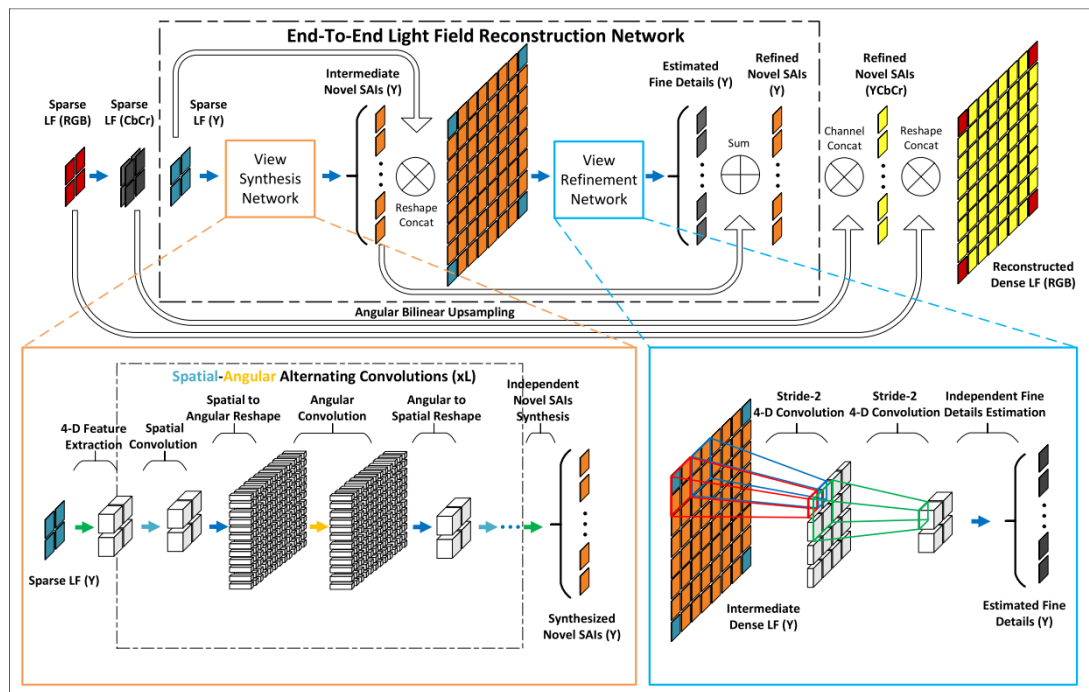 End-To-End Light Field Reconstruction Network
Sparse
LF (RGB)
Sparse
LF (CbCr)
Sparse
LF (Y)
View
Synthesis
Network
Intermediate
Novel SAIs (Y)
Reshape
Concat
View
Refinement
Network
Estimated Fine
Details (Y)
Sum
Refined
Novel SAIs
(Y)
Channel
Concat
Refined
Novel SAIs
(YCbCr)
Reshape
Concat
Reconstructed
Dense LF (RGB)
Angular Bilinear Upsampling
Spatial-Angular Alternating Convolutions (xL)
4-D Feature
Extraction
Spatial
Convolution
Spatial to
Angular Reshape
Angular
Convolution
Angular to
Spatial Reshape
Independent
Novel SAIs
Synthesis
Sparse LF (Y)
Synthesized
Novel SAIs (Y)
Stride-2
4-D Convolution
Stride-2
4-D Convolution
Independent Fine
Details Estimation
Intermediate
Dense LF (Y)
Estimated Fine
Details (Y)